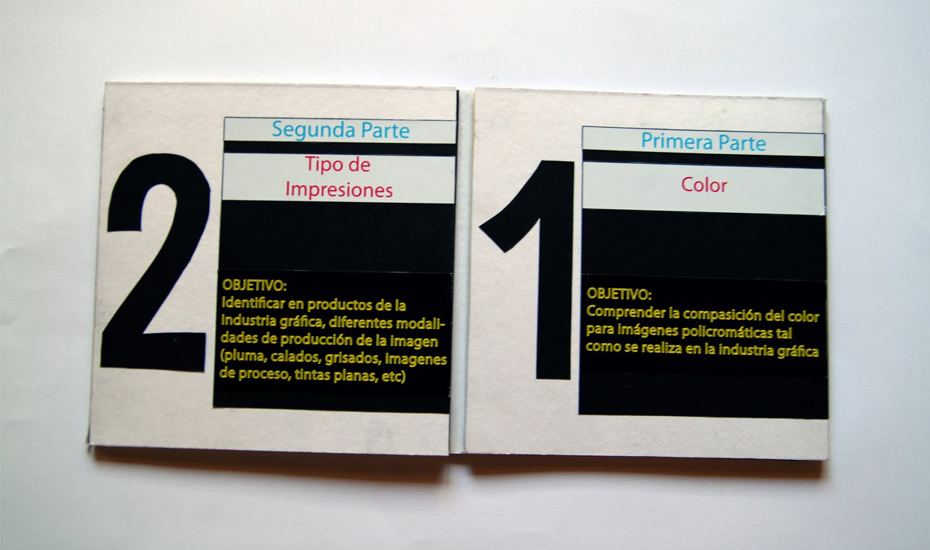 2
Segunda Parte
Tipo de
Impresiones
OBJETIVO:
Identificar en productos de la
industria gráfica, diferentes modali-
dades de producción de la imagen
(pluma, calados, grisados, imagenes
de proceso, tintas planas, etc)
1
Primera Parte
Color
OBJETIVO:
Comprender la compasición del color
para imágenes policromáticas tal
como se realiza en la industria gráfica